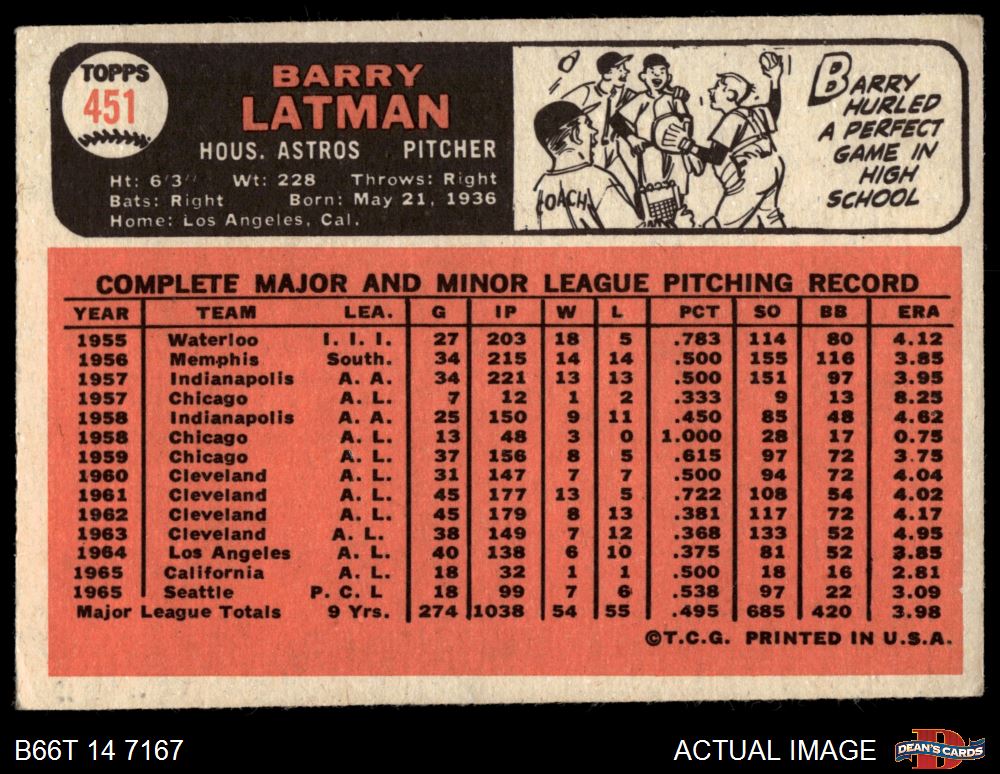 TOPPS
451
BARRY
LATMAN
HOUS. ASTROS PITCHER
Ht: 6'3" Wt: 228 Throws: Right
Bats: Right Born: May 21, 1936
Home: Los Angeles, Cal.
OACH
BARRY
HURLED
A PERFECT
GAME IN
HIGH
SCHOOL
COMPLETE MAJOR AND MINOR LEAGUE PITCHING RECORD
YEAR TEAM LEA. G IP W L PCT SO BB ERA
1955 Waterloo I. I. I. 27 203 18 5 .783 114 80 4.12
1956 Memphis South. 34 215 14 14 .500 155 116 3.85
1957 Indianapolis A. A. 34 221 13 13 .500 151 97 3.95
1957 Chicago A. L. 7 12 1 2 .333 9 13 8.25
1958 Indianapolis A. A. 25 150 9 11 .450 85 48 4.62
1958 Chicago A. L. 13 48 3 0 1.000 28 17 0.75
1959 Chicago A. L. 37 156 8 5 .615 97 72 3.75
1960 Cleveland A. L. 31 147 7 7 .500 94 72 4.04
1961 Cleveland A. L. 45 177 13 5 .722 108 54 4.02
1962 Cleveland A. L. 45 179 8 13 .381 117 72 4.17
1963 Cleveland A. L. 38 149 7 12 .368 133 52 4.95
1964 Los Angeles A. L. 40 138 6 10 .375 81 52 3.85
1965 California A. L. 18 32 1 1 .500 18 16 2.81
1965 Seattle P. C. L 18 99 7 6 .538 97 22 3.09
Major League Totals 9 Yrs. 274 1038 54 55 .495 685 420 3.98
©T.C.G. PRINTED IN U.S.A.
B66T 14 7167
ACTUAL IMAGE
DEAN'S CARDS